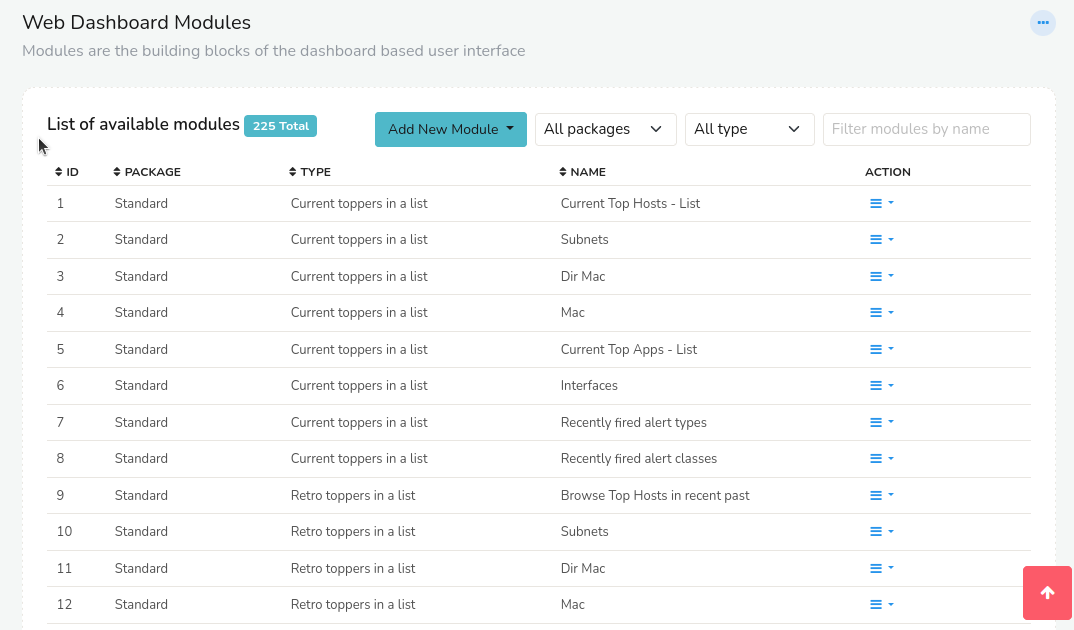 Web Dashboard Modules
Modules are the building blocks of the dashboard based user interface
List of available modules 225 Total Add New Module All packages All type Filter modules by name
ID PACKAGE TYPE NAME ACTION
1 Standard Current toppers in a list Current Top Hosts - List
2 Standard Current toppers in a list Subnets
3 Standard Current toppers in a list Dir Mac
4 Standard Current toppers in a list Mac
5 Standard Current toppers in a list Current Top Apps - List
6 Standard Current toppers in a list Interfaces
7 Standard Current toppers in a list Recently fired alert types
8 Standard Current toppers in a list Recently fired alert classes
9 Standard Retro toppers in a list Browse Top Hosts in recent past
10 Standard Retro toppers in a list Subnets
11 Standard Retro toppers in a list Dir Mac
12 Standard Retro toppers in a list Mac